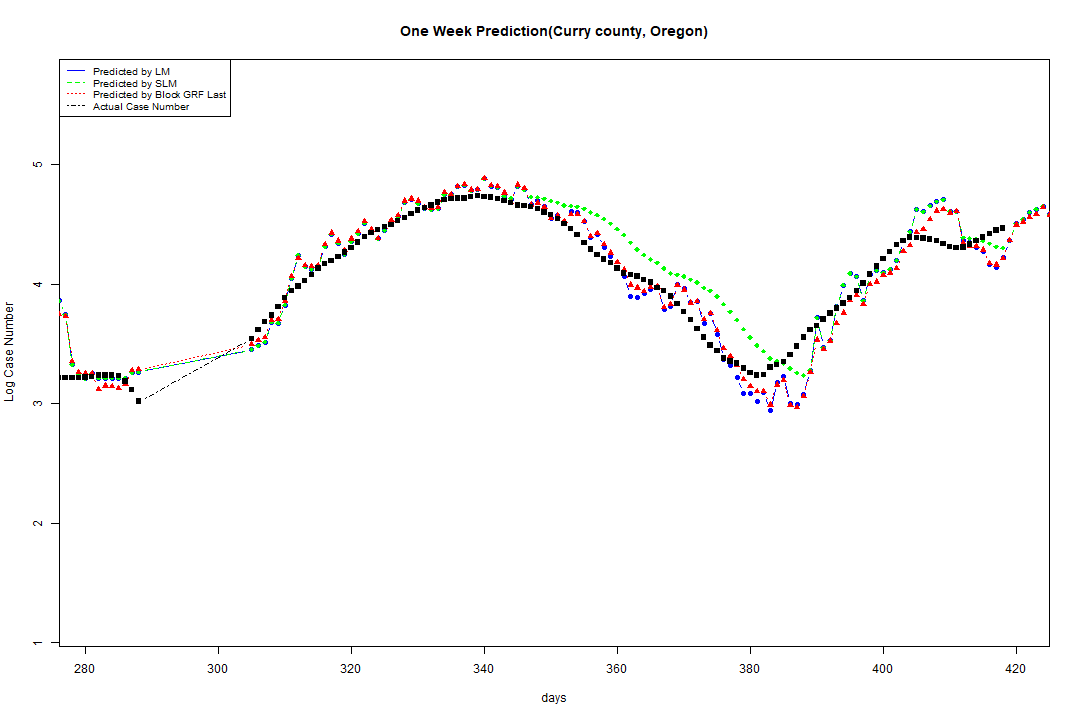 One Week Prediction(Curry county, Oregon)
Predicted by LM
Predicted by SLM
Predicted by Block GRF Last
Actual Case Number
5
4
3
2
1
Log Case Number
280 300 320 340 360 380 400 420
days